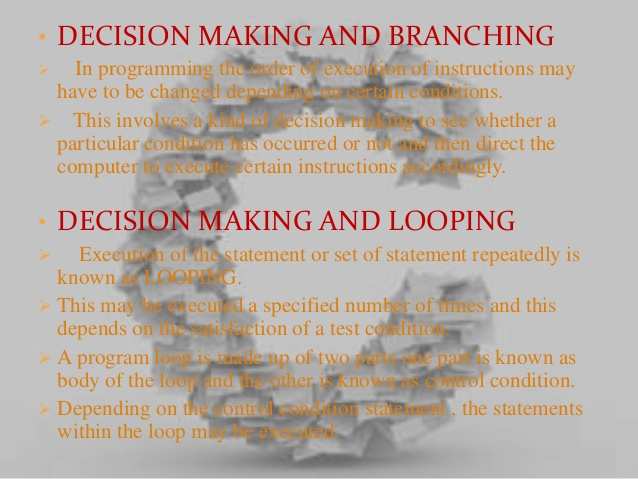 • DECISION MAKING AND BRANCHING
➢ In programming the order of execution of instructions may
have to be changed depending on certain conditions.
➢ This involves a kind of decision making to see whether a
particular condition has occurred or not and then direct the
computer to execute certain instructions accordingly.
• DECISION MAKING AND LOOPING
➢ Execution of the statement or set of statement repeatedly is
known as LOOPING.
➢ This may be executed a specified number of times and this
depends on the satisfaction of a test condition.
➢ A program loop is made up of two parts one part is known as
body of the loop and the other is known as control condition.
➢ Depending on the control condition statement , the statements
within the loop may be executed.